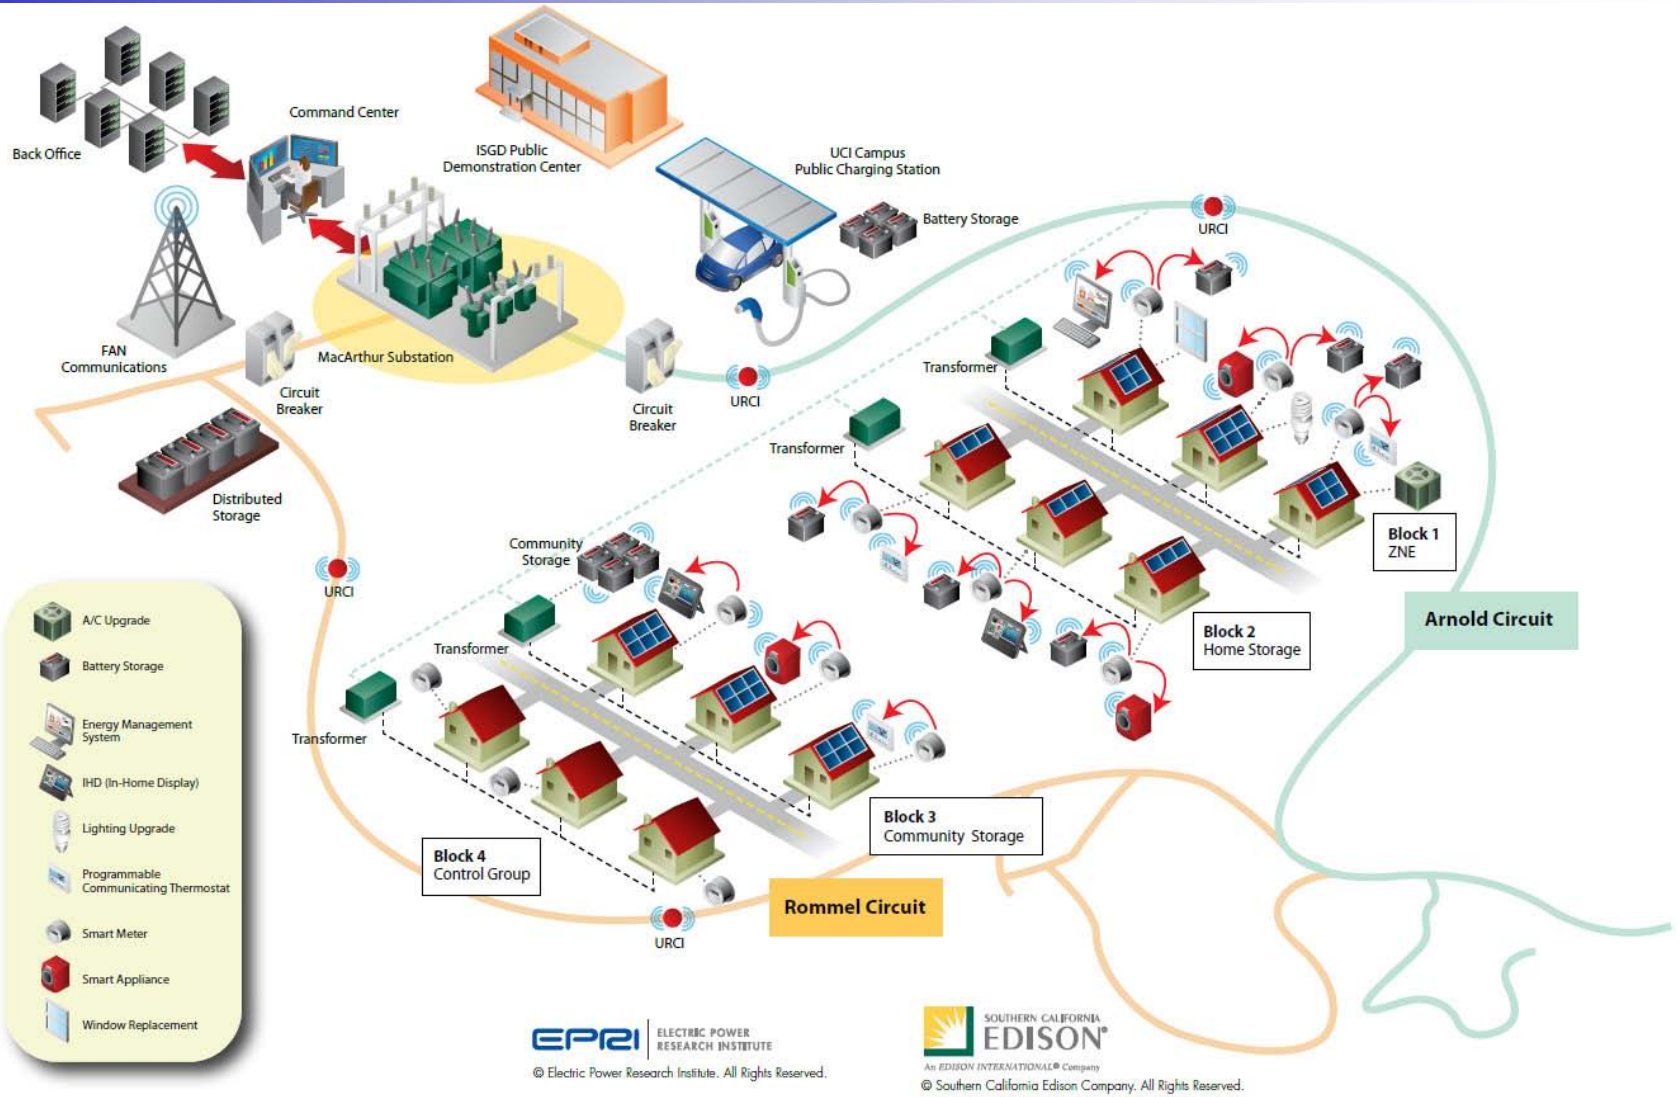 Back Office
Command Center
ISGD Public
Demonstration Center
UCI Campus
Public Charging Station
Battery Storage
URCI
FAN
Communications
MacArthur Substation
Circuit
Breaker
Circuit
Breaker
URCI
Transformer
Transformer
Distributed
Storage
Block 1
ZNE
Community
Storage
URCI
Arnold Circuit
Block 2
Home Storage
Transformer
Transformer
Block 3
Community Storage
Block 4
Control Group
Rommel Circuit
URCI
A/C Upgrade
Battery Storage
Energy Management
System
IHD (In-Home Display)
Lighting Upgrade
Programmable
Communicating Thermostat
Smart Meter
Smart Appliance
Window Replacement
EPRI
ELECTRIC POWER
RESEARCH INSTITUTE
© Electric Power Research Institute. All Rights Reserved.
SOUTHERN CALIFORNIA
EDISON®
An EDISON INTERNATIONAL® Company
© Southern California Edison Company. All Rights Reserved.